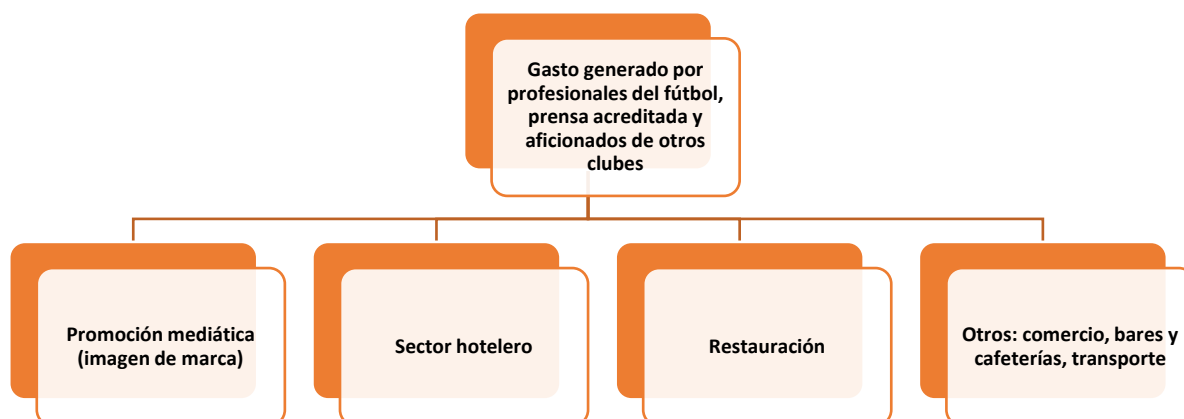 Gasto generado por
profesionales del fútbol,
prensa acreditada y
aficionados de otros
clubes
Promoción mediática
(imagen de marca)
Sector hotelero
Restauración
Otros: comercio, bares y
cafeterías, transporte